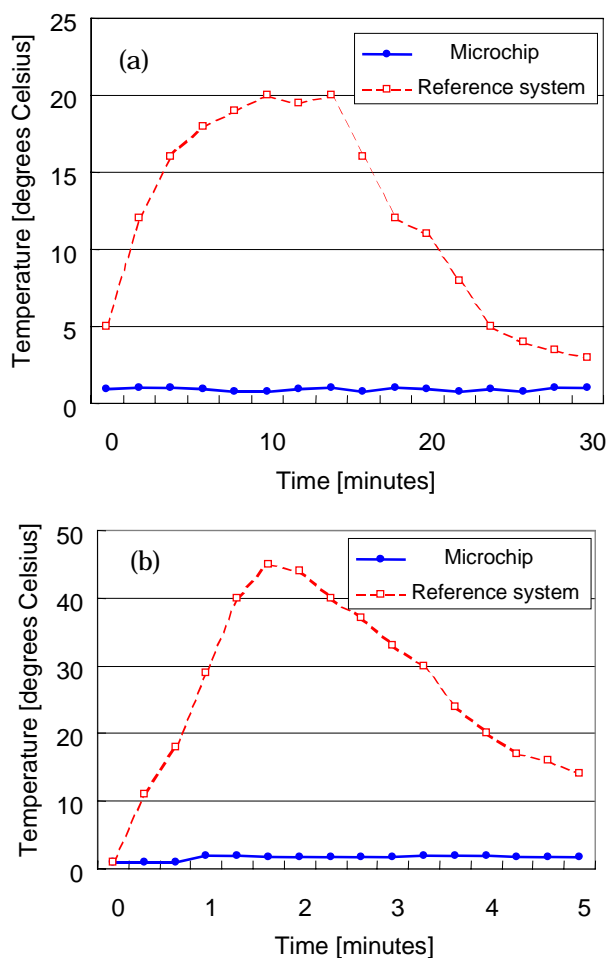 (a)
Microchip
Reference system
Temperature [degrees Celsius]
25
20
15
10
5
0
0 10 20 30
Time [minutes]
(b)
Microchip
Reference system
Temperature [degrees Celsius]
50
40
30
20
10
0
0 1 2 3 4 5
Time [minutes]